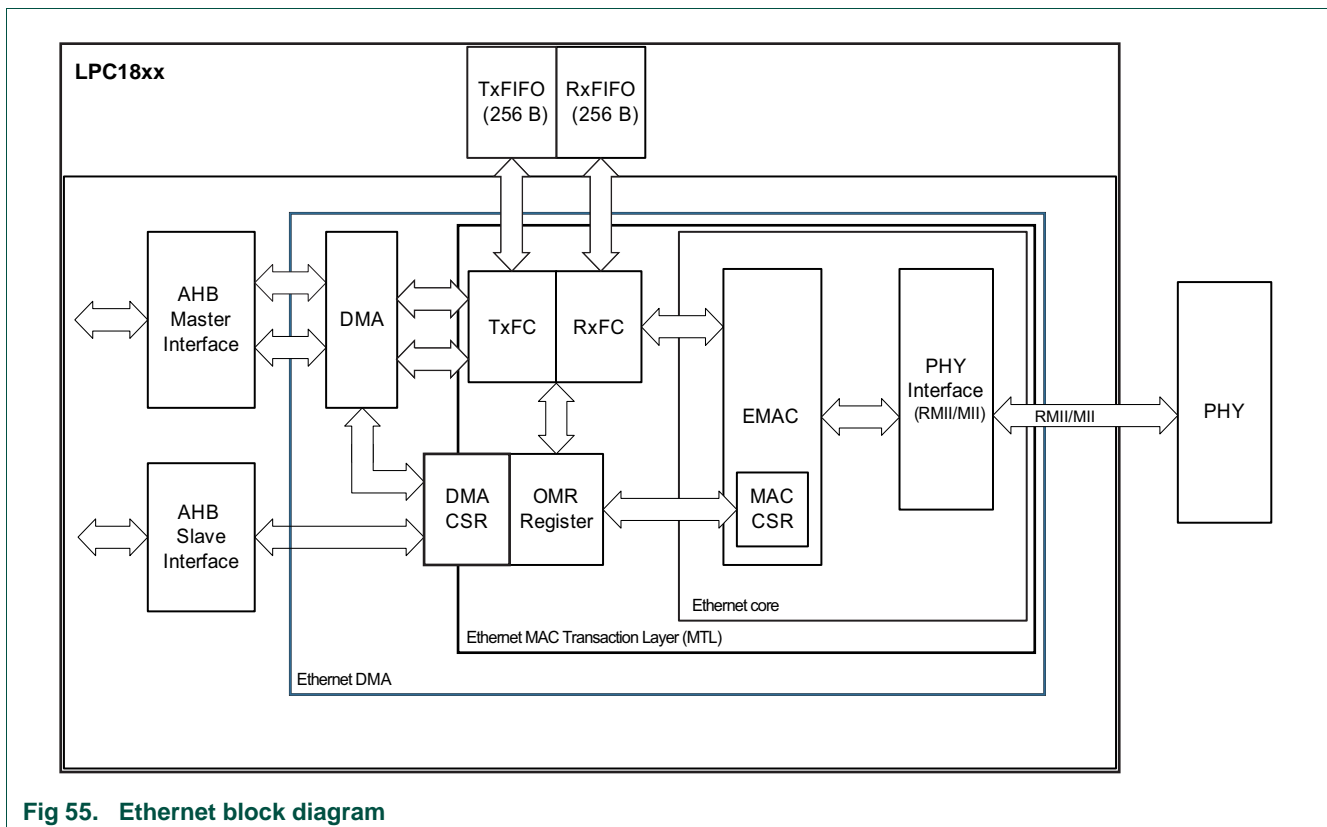 LPC18xx
TxFIFO
(256 B)
RxFIFO
(256 B)
AHB
Master
Interface
DMA
TxFC
RxFC
EMAC
PHY
Interface
(RMII/MII)
RMII/MII
PHY
AHB
Slave
Interface
DMA
CSR
OMR
Register
MAC
CSR
Ethernet core
Ethernet MAC Transaction Layer (MTL)
Ethernet DMA
Fig 55. Ethernet block diagram